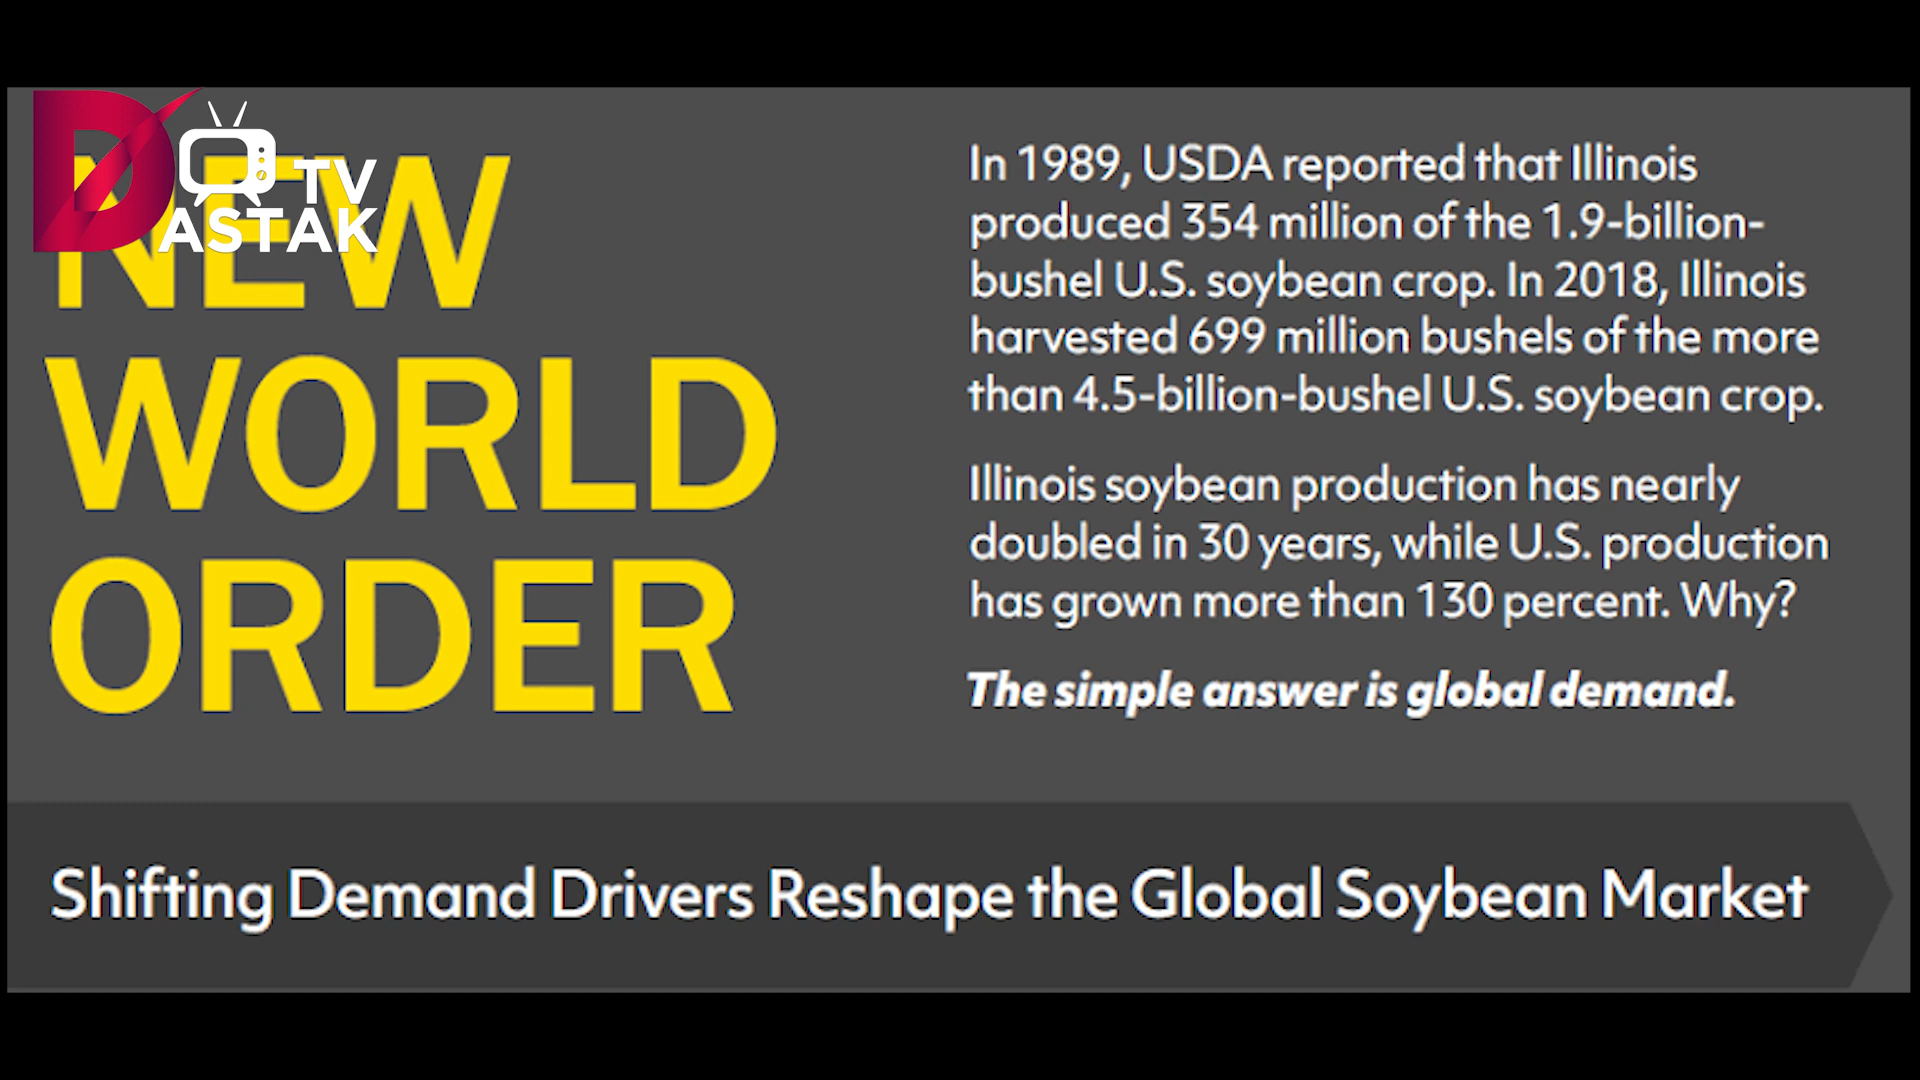 TV
DASTAK
NEW
WORLD
ORDER
In 1989, USDA reported that Illinois
produced 354 million of the 1.9-billion-
bushel U.S. soybean crop. In 2018, Illinois
harvested 699 million bushels of the more
than 4.5-billion-bushel U.S. soybean crop.
Illinois soybean production has nearly
doubled in 30 years, while U.S. production
has grown more than 130 percent. Why?
The simple answer is global demand.
Shifting Demand Drivers Reshape the Global Soybean Market